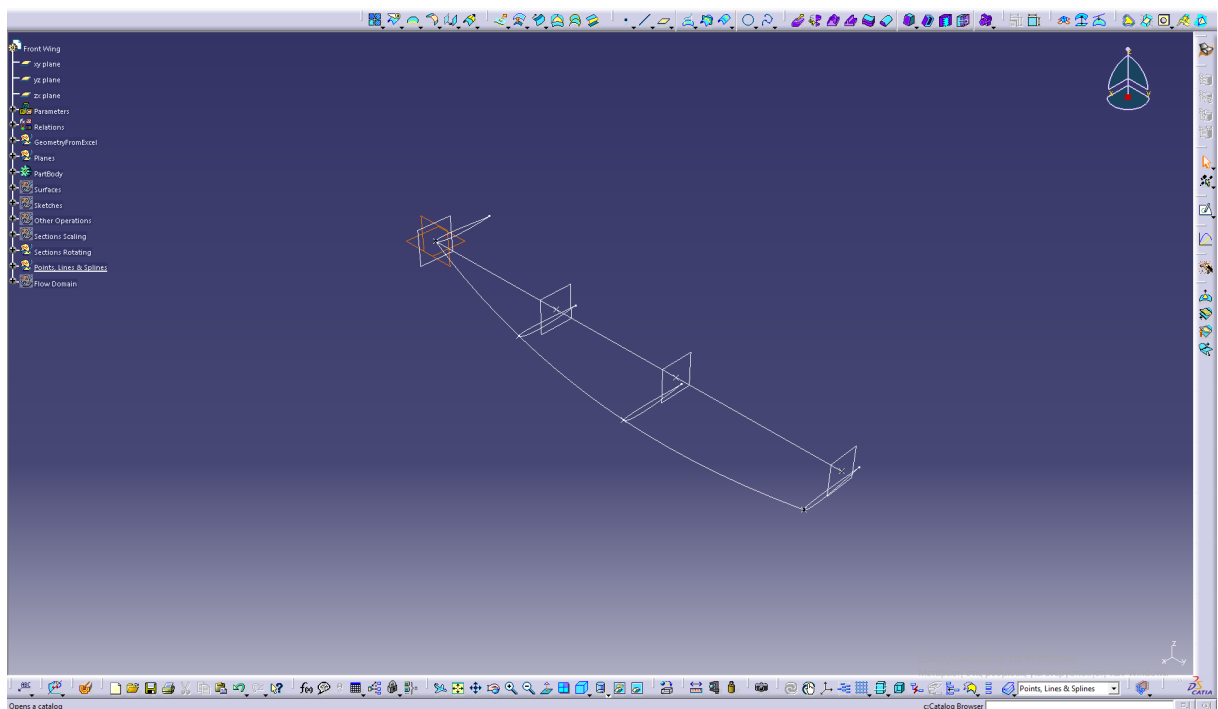 Front Wing
xy plane
yz plane
zx plane
Parameters
Relations
GeometryFromExcel
Planes
PartBody
Surfaces
Sketches
Other Operations
Sections Scaling
Sections Rotating
Points, Lines & Splines
Flow Domain
z
x y
f(x)
Points, Lines & Splines
CATIA
Opens a catalog
c:Catalog Browser